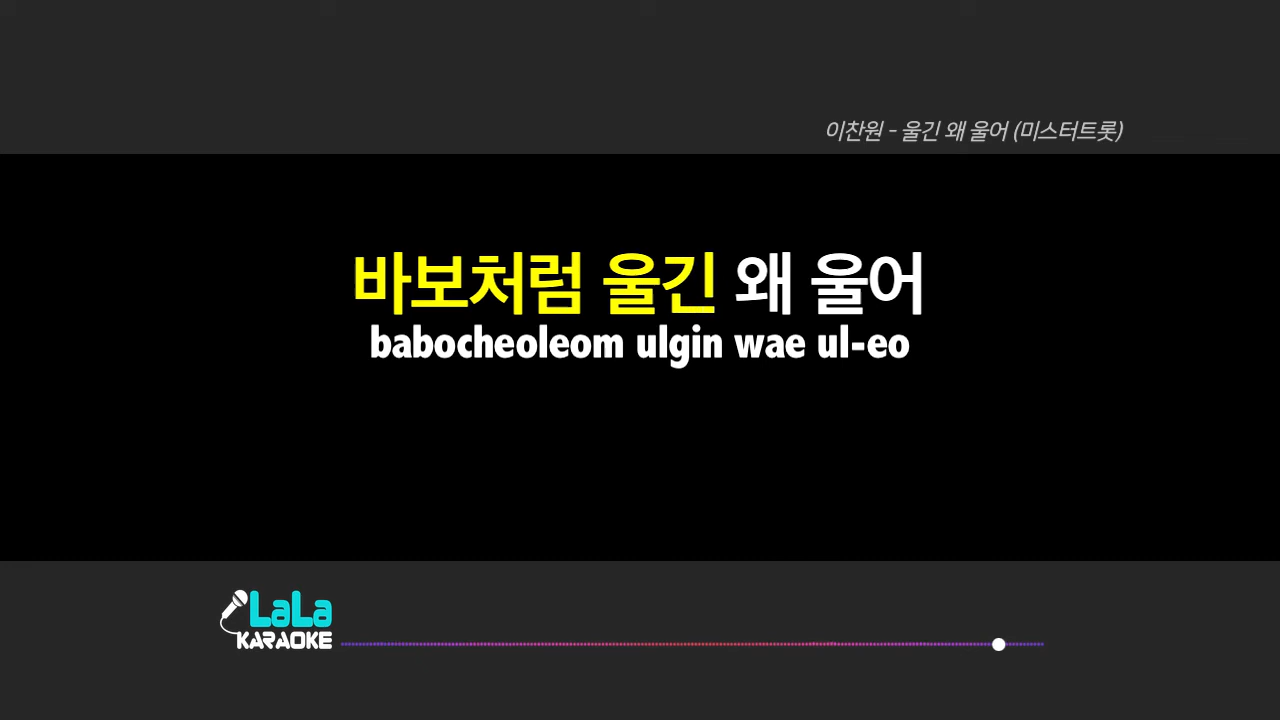 이찬원 - 울긴 왜 울어 (미스터트롯)
바보처럼 울긴 왜 울어
babocheoleom ulgin wae ul-eo
LaLa
KARAOKE